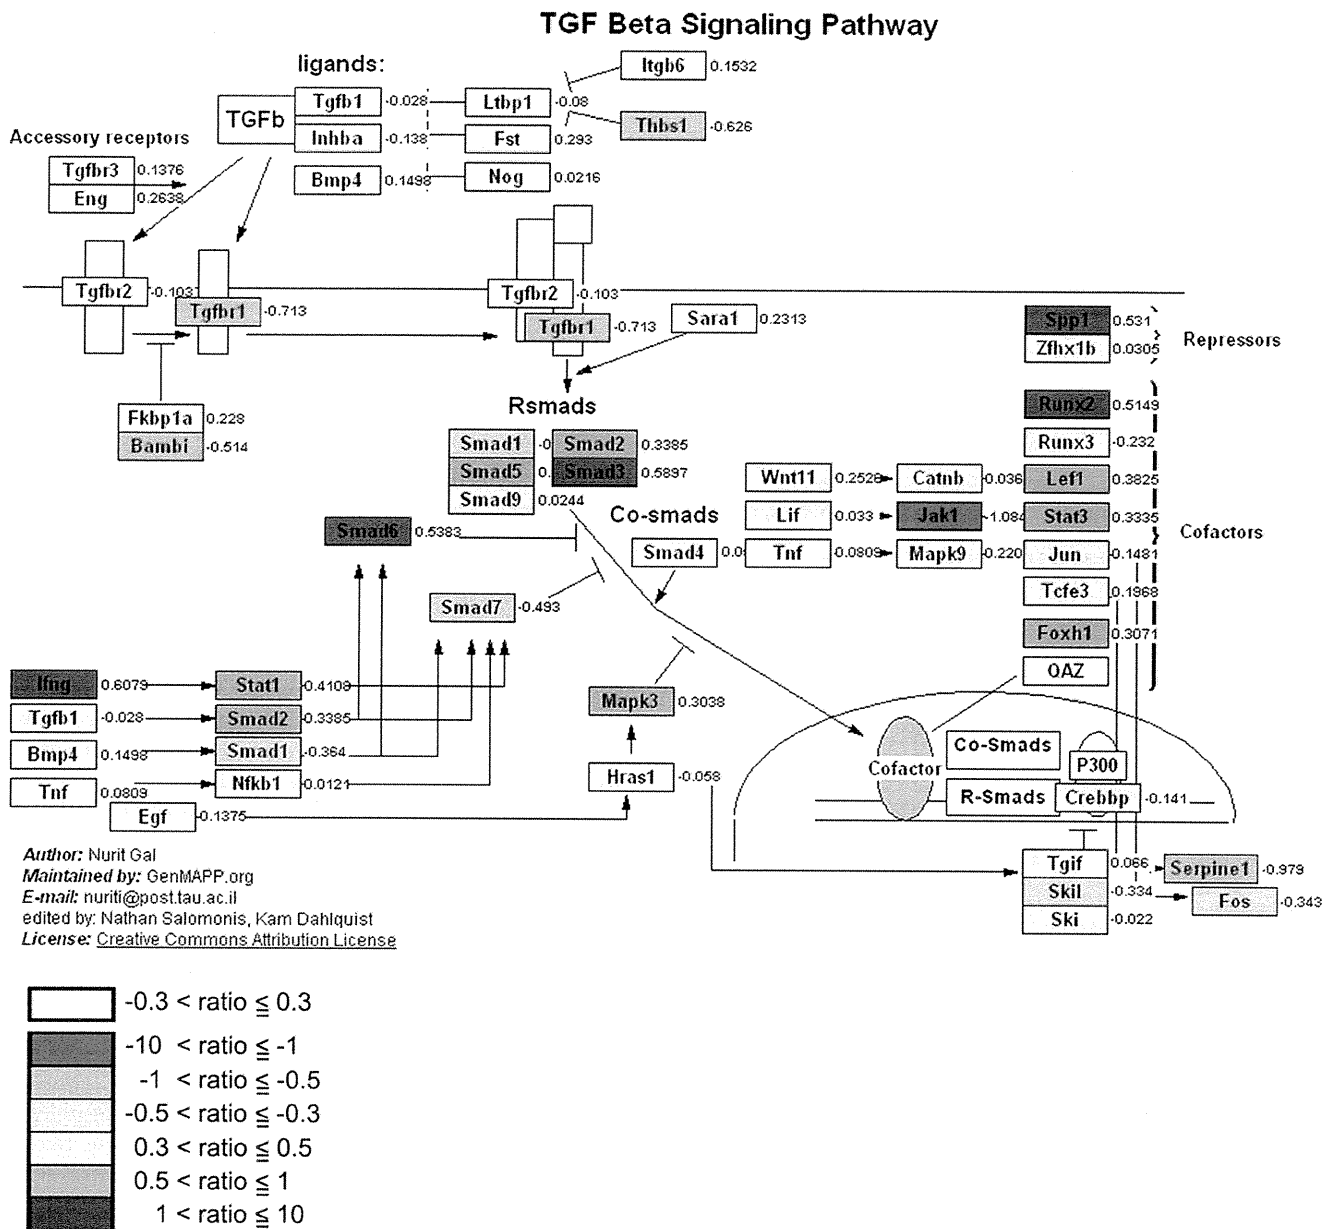 TGF Beta Signaling Pathway
ligands:
Itgb6 0.1532
TGFb
Tgfb1 -0.028
Ltbp1 -0.08
Thbs1 -0.626
Accessory receptors
Inhba -0.138
Fst 0.293
Tgfbr3 0.1376
Bmp4 0.1498
Nog 0.0216
Eng 0.2638
Tgfbr2 -0.103
Tgfbr2 -0.103
Tgfbr1 -0.713
Tgfbr1 -0.713
Sara1 0.2313
Spp1 0.531
Zfhx1b 0.0305
Repressors
Fkbp1a 0.228
Bambi -0.514
Rsmads
Runx2 0.5149
Smad1 -0
Smad2 0.3385
Runx3 -0.232
Smad5 0.
Smad3 0.5897
Wnt11 0.2528
Catnb -0.036
Lef1 0.3825
Smad9 0.0244
Co-smads
Lif 0.033
Jak1 -1.084
Stat3 0.3335
Cofactors
Smad6 0.5383
Smad4 0.0
Tnf 0.0809
Mapk9 -0.220
Jun -0.1481
Tcfe3 0.1968
Smad7 -0.493
Foxh1 0.3071
OAZ
Ifng 0.6079
Stat1 0.4108
Mapk3 0.3038
Tgfb1 -0.028
Smad2 0.3385
Bmp4 0.1498
Smad1 -0.364
Co-Smads
P300
Cofactor
Tnf 0.0809
Nfkb1 0.0121
Hras1 -0.058
R-Smads
Crebbp -0.141
Egf -0.1375
Author: Nurit Gal
Maintained by: GenMAPP.org
E-mail: nuriti@post.tau.ac.il
edited by: Nathan Salomonis, Kam Dahlquist
License: Creative Commons Attribution License
Tgif 0.066
Serpine1 -0.979
Skil -0.334
Fos -0.343
Ski -0.022
-0.3 < ratio ≦ 0.3
-10 < ratio ≦ -1
-1 < ratio ≦ -0.5
-0.5 < ratio ≦ -0.3
0.3 < ratio ≦ 0.5
0.5 < ratio ≦ 1
1 < ratio ≦ 10